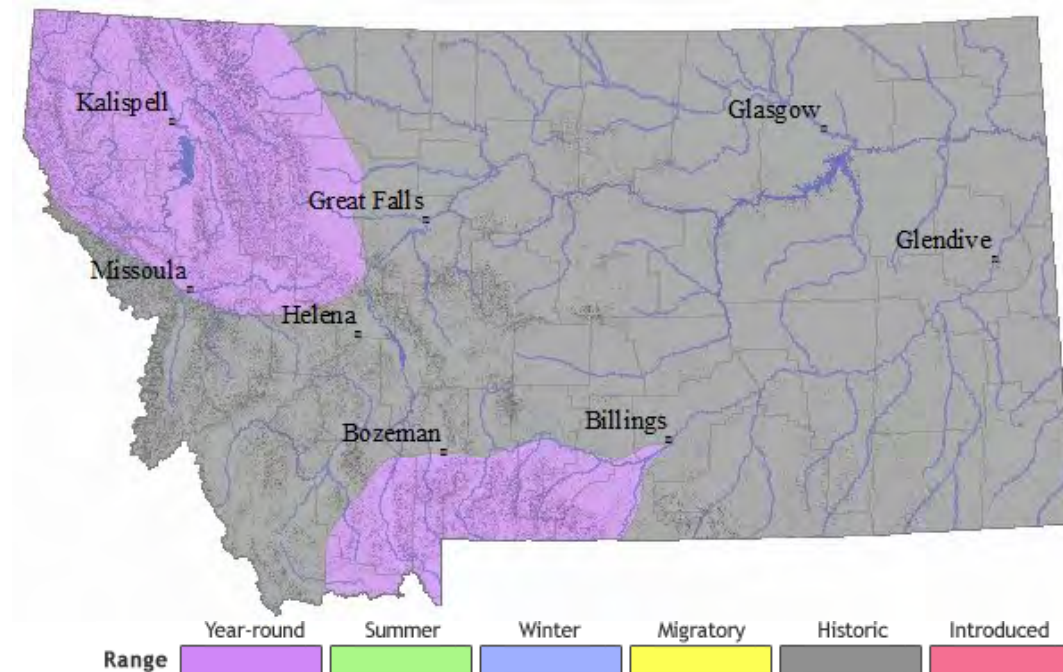 Kalispell
Glasgow
Great Falls
Glendive
Missoula
Helena
Billings
Bozeman
Year-round Summer Winter Migratory Historic Introduced
Range